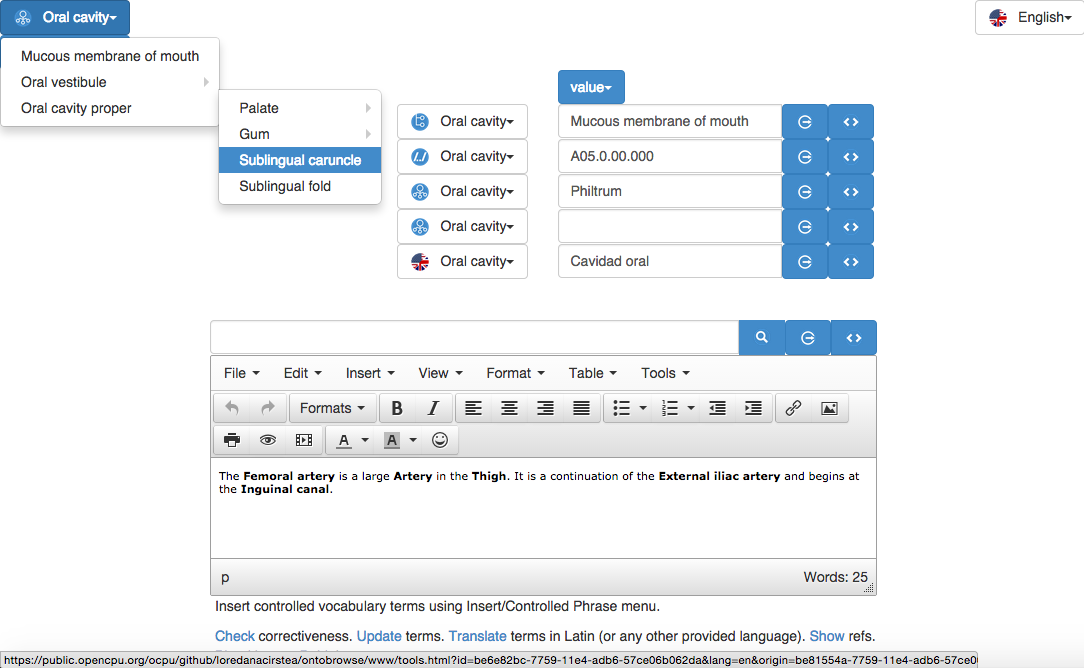 Oral cavity
English
Mucous membrane of mouth
Oral vestibule
Oral cavity proper
Palate
Gum
Sublingual caruncle
Sublingual fold
value
Oral cavity Mucous membrane of mouth
Oral cavity A05.0.00.000
Oral cavity Philtrum
Oral cavity
Oral cavity Cavidad oral
File Edit Insert View Format Table Tools
Formats B I
A A
The Femoral artery is a large Artery in the Thigh. It is a continuation of the External iliac artery and begins at
the Inguinal canal.
p Words: 25
Insert controlled vocabulary terms using Insert/Controlled Phrase menu.
Check correctiveness. Update terms. Translate terms in Latin (or any other provided language). Show refs.
https://public.opencpu.org/ocpu/github/loredanacirstea/ontobrowse/www/tools.html?id=be6e82bc-7759-11e4-adb6-57ce06b062da&lang=en&origin=be81554a-7759-11e4-adb6-57ce0